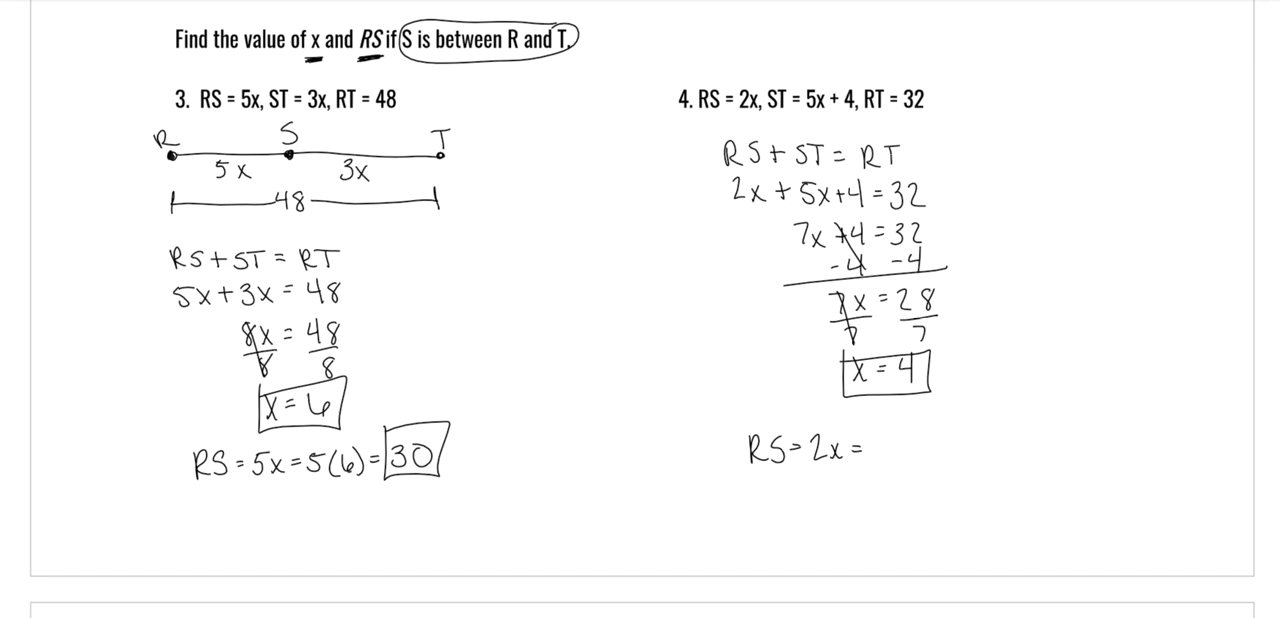 Find the value of x and RS if S is between R and T.
3. RS = 5x, ST = 3x, RT = 48
R S T
5x 3x
48
RS + ST = RT
5x + 3x = 48
8x = 48
8 8
x = 6
RS = 5x = 5(6) = 30
4. RS = 2x, ST = 5x + 4, RT = 32
RS + ST = RT
2x + 5x + 4 = 32
7x + 4 = 32
-4 -4
7x = 28
7 7
x = 4
RS = 2x =